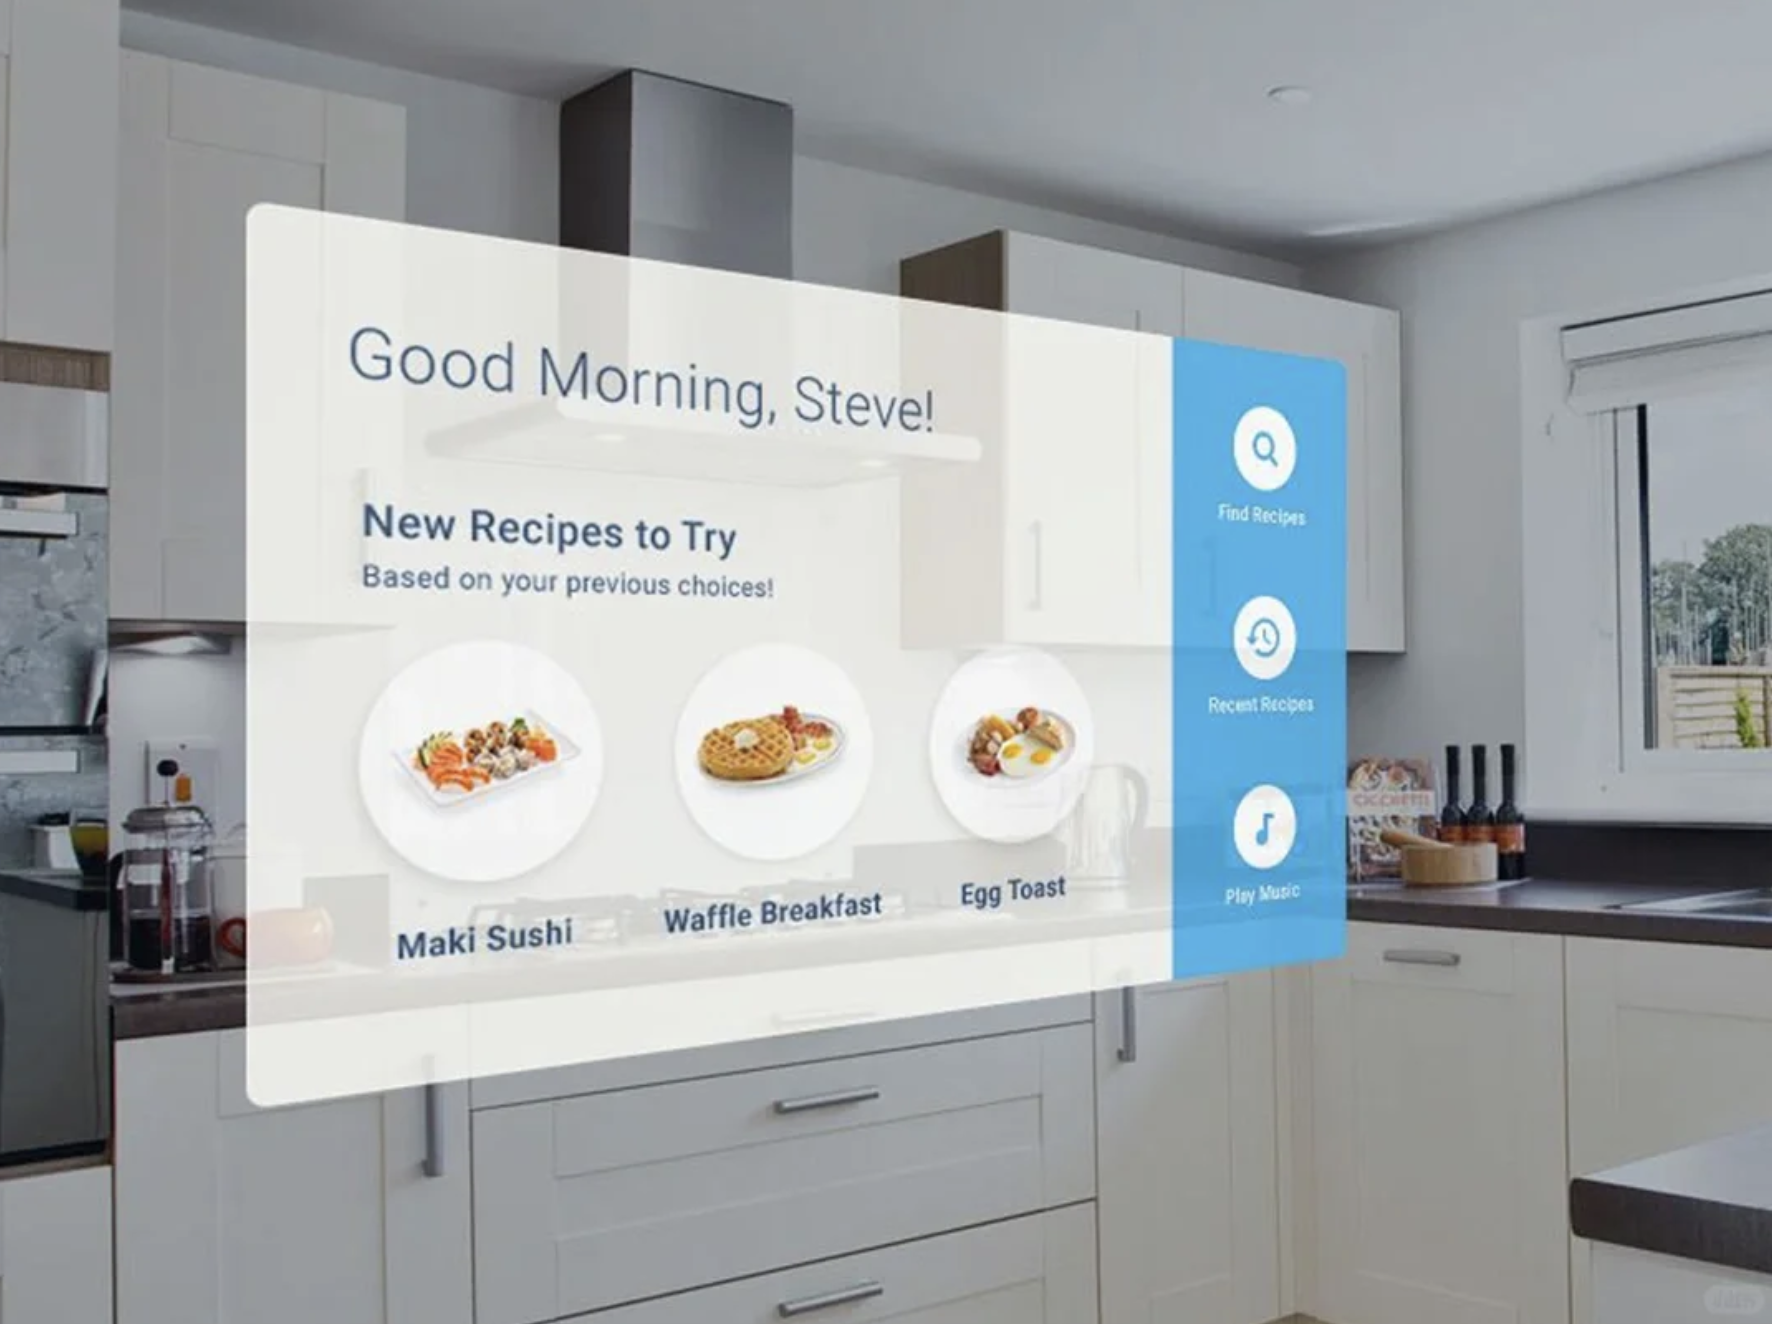 Good Morning, Steve!
New Recipes to Try
Based on your previous choices!
Maki Sushi
Waffle Breakfast
Egg Toast
Find Recipes
Recent Recipes
Play Music
CICCHETTI